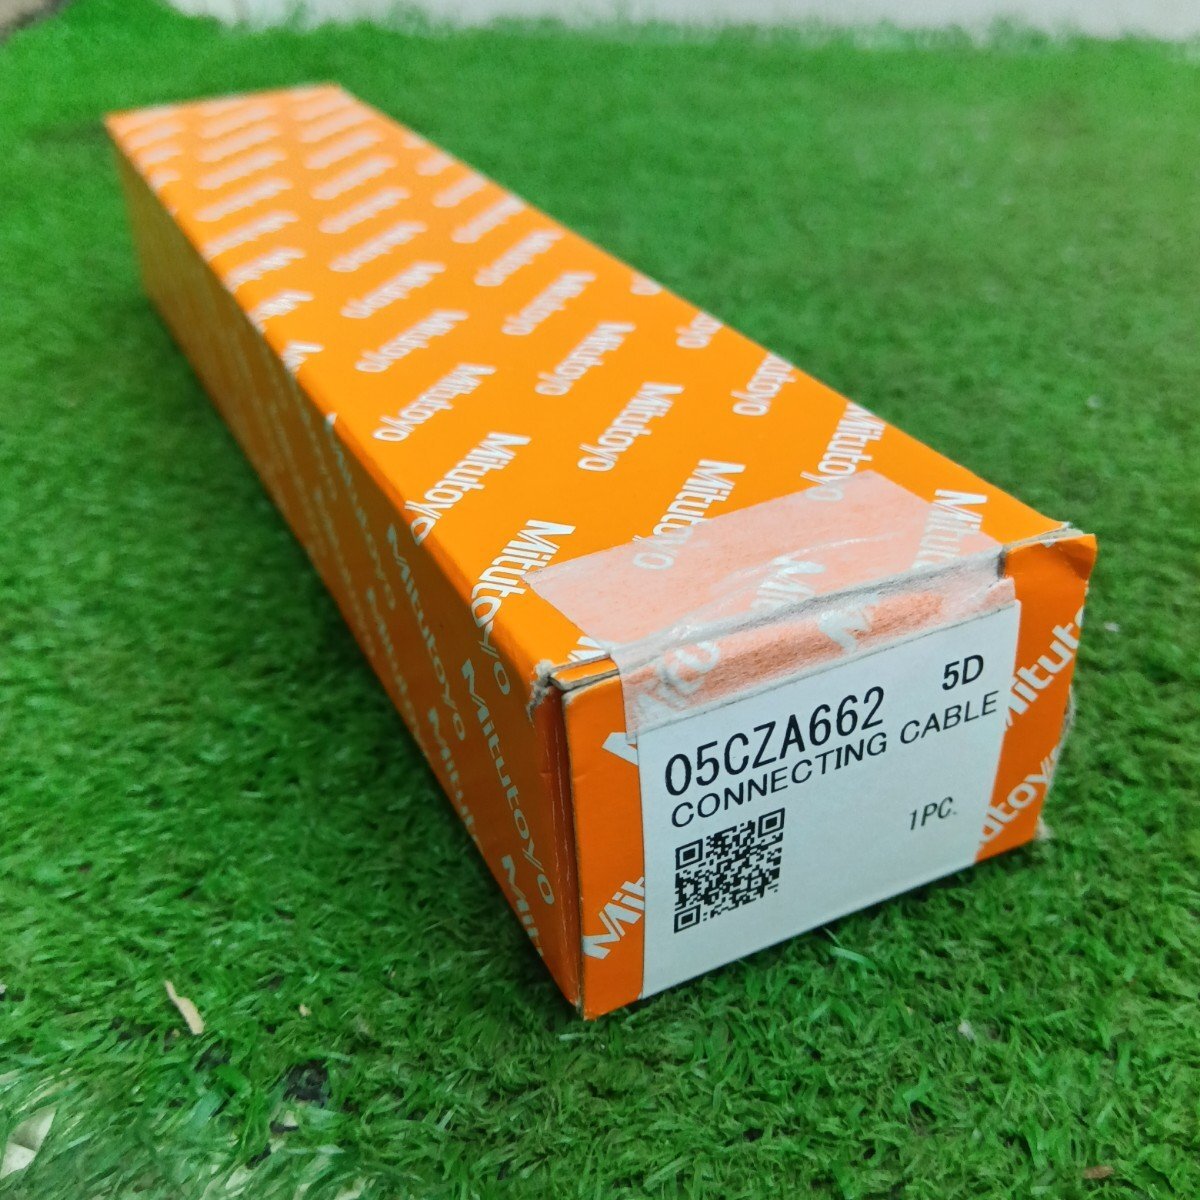 Mitutoyo
05CZA662 5D
CONNECTING CABLE
1PC.